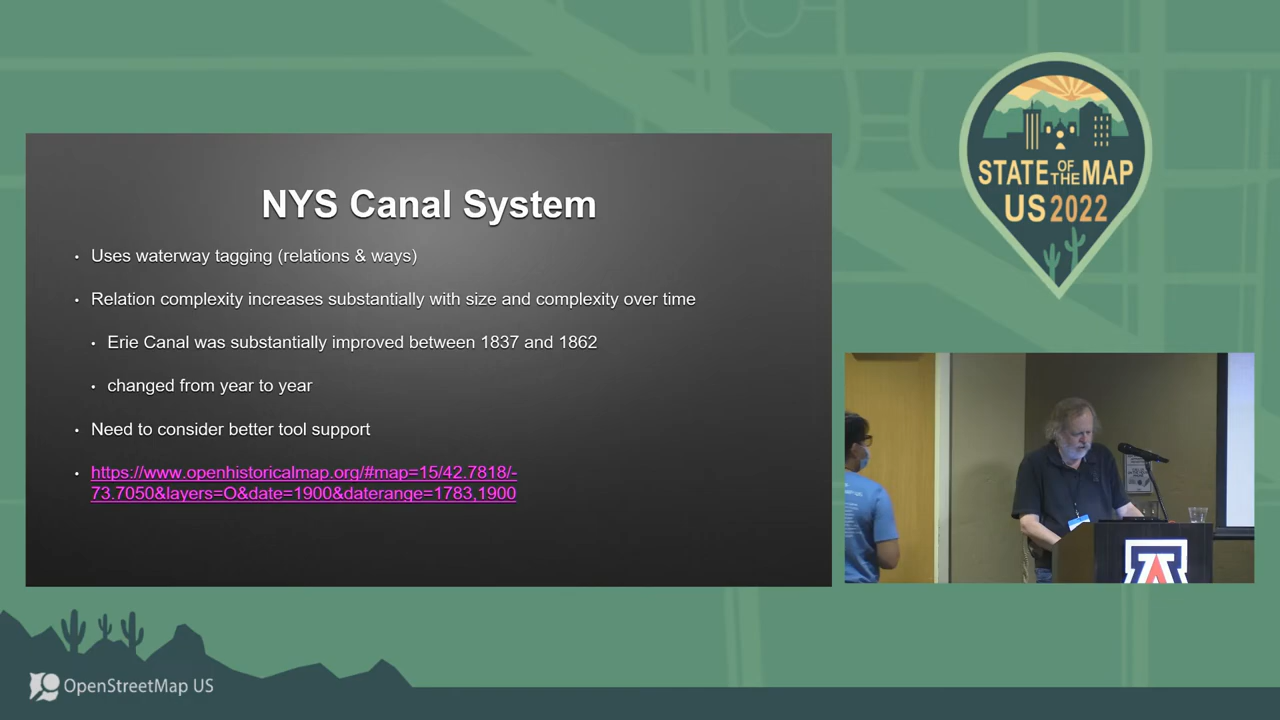 NYS Canal System
• Uses waterway tagging (relations & ways)
• Relation complexity increases substantially with size and complexity over time
• Erie Canal was substantially improved between 1837 and 1862
• changed from year to year
• Need to consider better tool support
• https://www.openhistoricalmap.org/#map=15/42.7818/-
73.7050&layers=O&date=1900&daterange=1783,1900
STATE OF THE MAP
US 2022
A
OpenStreetMap US